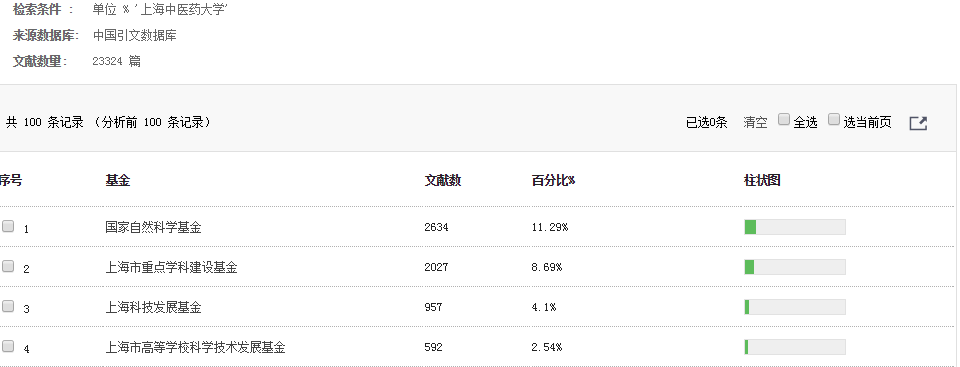 检索条件 : 单位 % '上海中医药大学'
来源数据库: 中国引文数据库
文献数量: 23324 篇
共 100 条记录 (分析前 100 条记录) 已选0条 清空 全选 选当前页
序号 基金 文献数 百分比% 柱状图
1 国家自然科学基金 2634 11.29%
2 上海市重点学科建设基金 2027 8.69%
3 上海科技发展基金 957 4.1%
4 上海市高等学校科学技术发展基金 592 2.54%